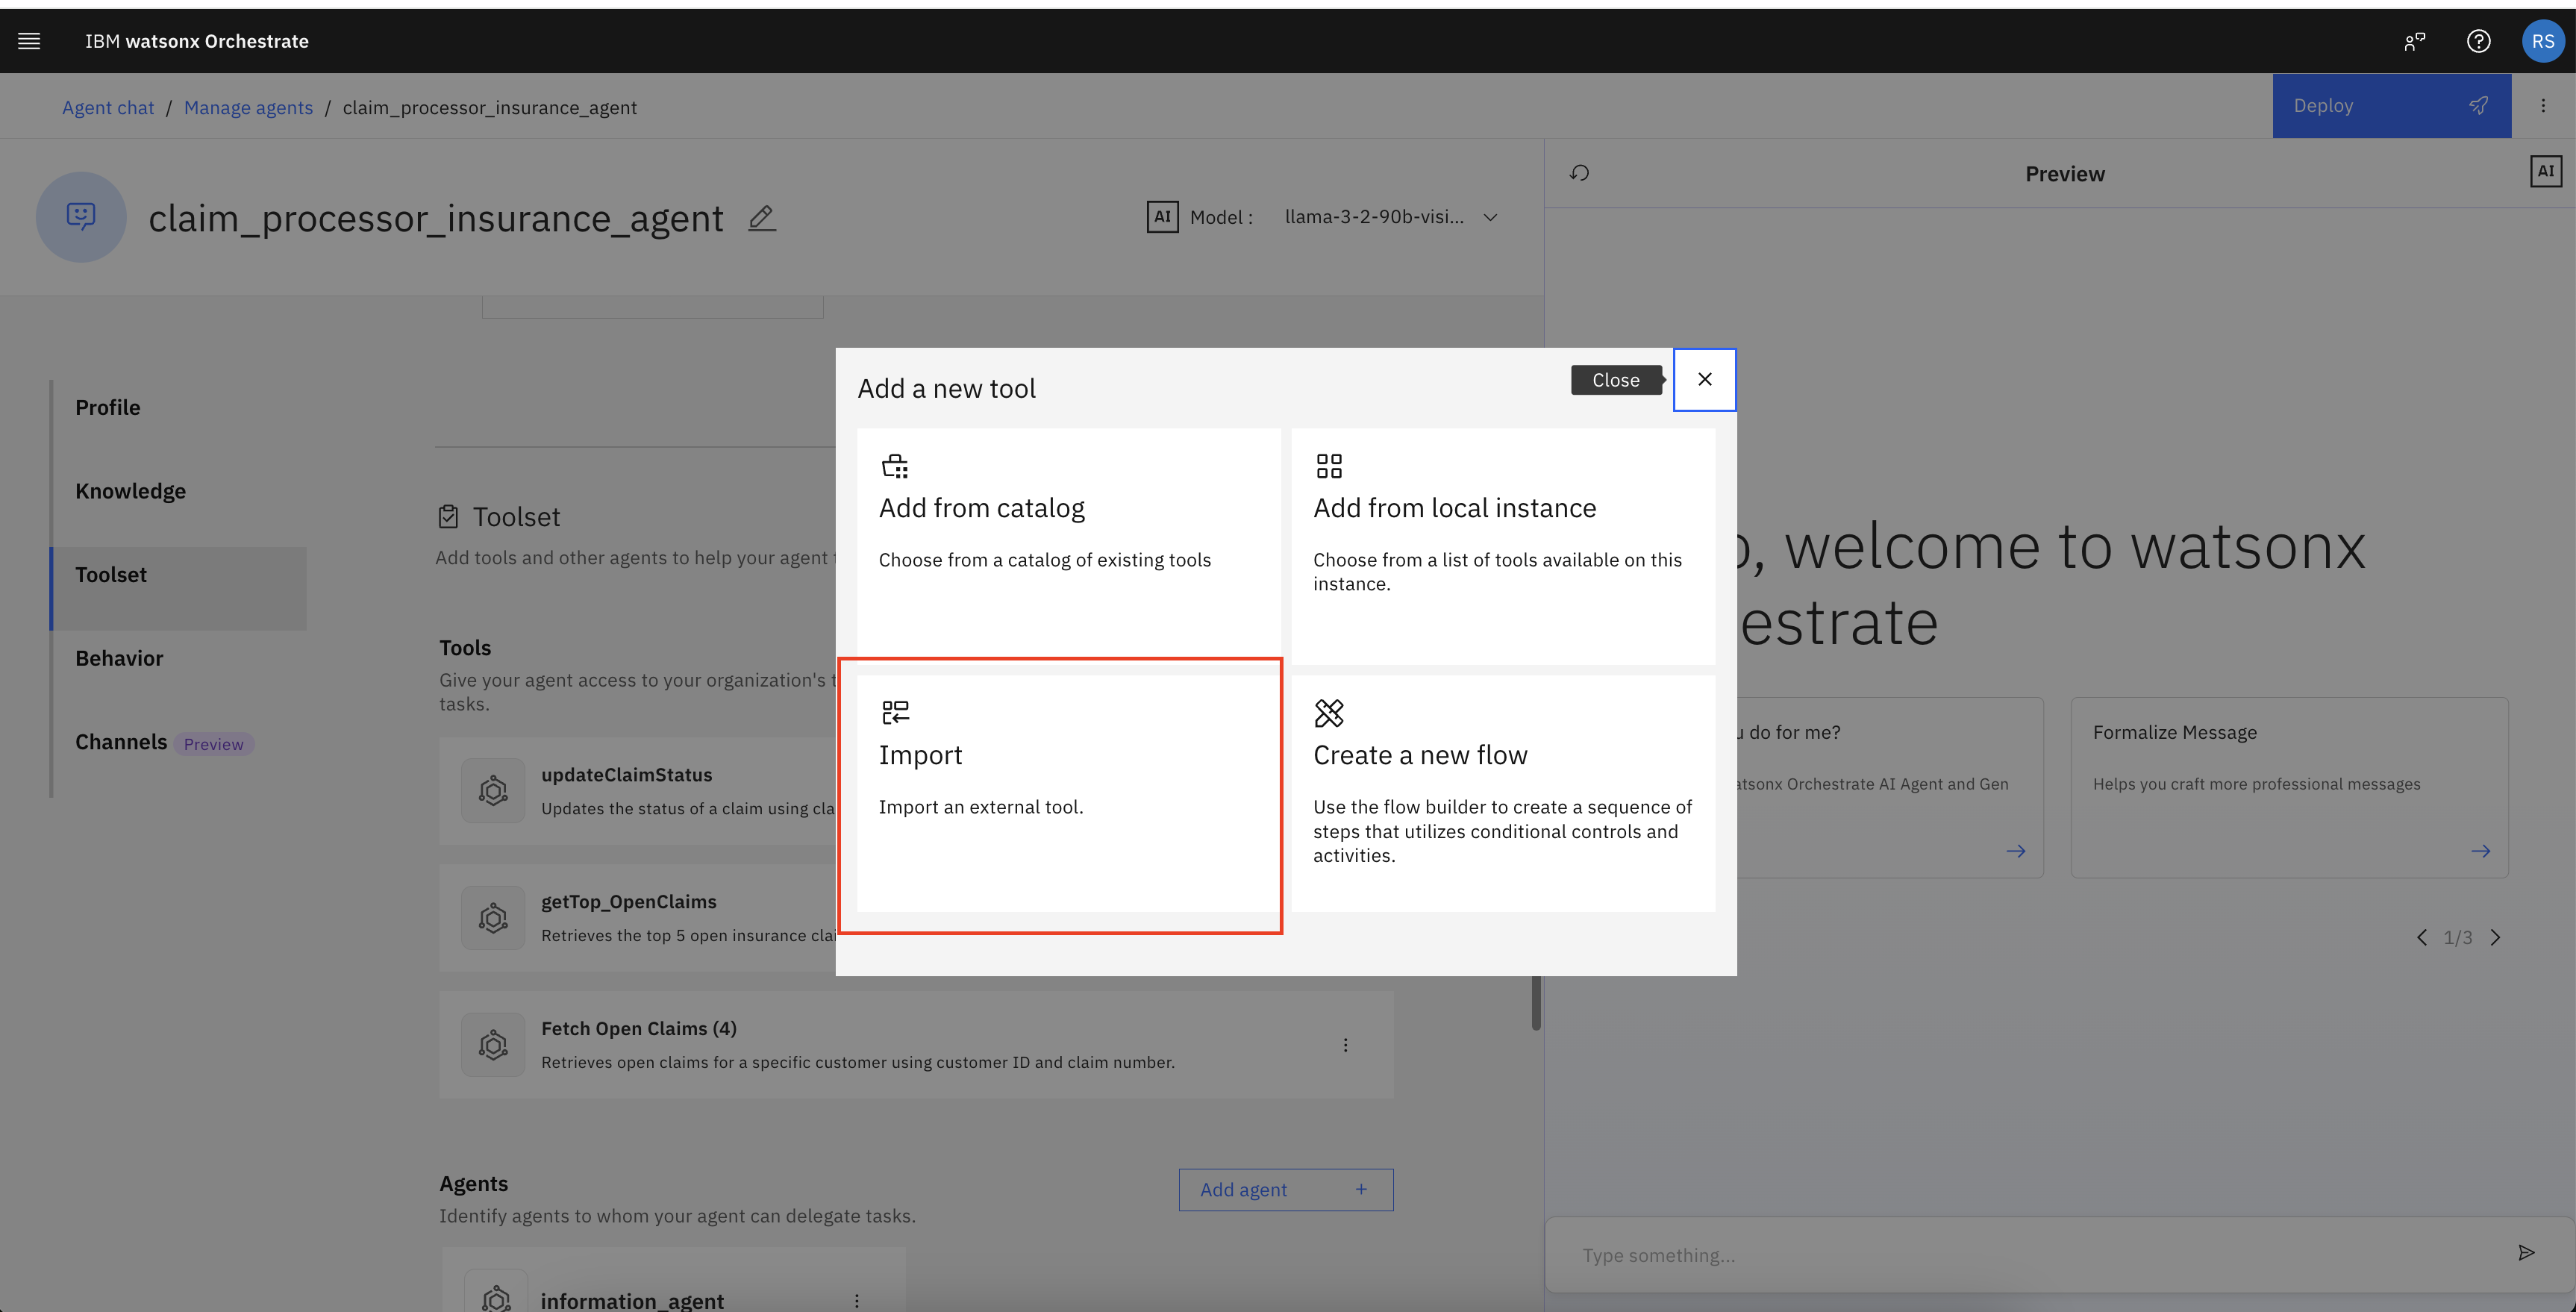 IBM watsonx Orchestrate
RS
Agent chat / Manage agents / claim_processor_insurance_agent
Deploy
claim_processor_insurance_agent
AI Model : llama-3-2-90b-visi...
Preview
AI
Profile
Knowledge
Toolset
Behavior
Channels Preview
Toolset
Add tools and other agents to help your agent
Tools
Give your agent access to your organization's
tasks.
updateClaimStatus
Updates the status of a claim using cla
getTop_OpenClaims
Retrieves the top 5 open insurance clai
Fetch Open Claims (4)
Retrieves open claims for a specific customer using customer ID and claim number.
Agents
Add agent +
Identify agents to whom your agent can delegate tasks.
information_agent
Add a new tool
Close
Add from catalog
Choose from a catalog of existing tools
Add from local instance
Choose from a list of tools available on this
instance.
Import
Import an external tool.
Create a new flow
Use the flow builder to create a sequence of
steps that utilizes conditional controls and
activities.
, welcome to watsonx
estrate
do for me?
atsonx Orchestrate AI Agent and Gen
Formalize Message
Helps you craft more professional messages
1/3
Type something...